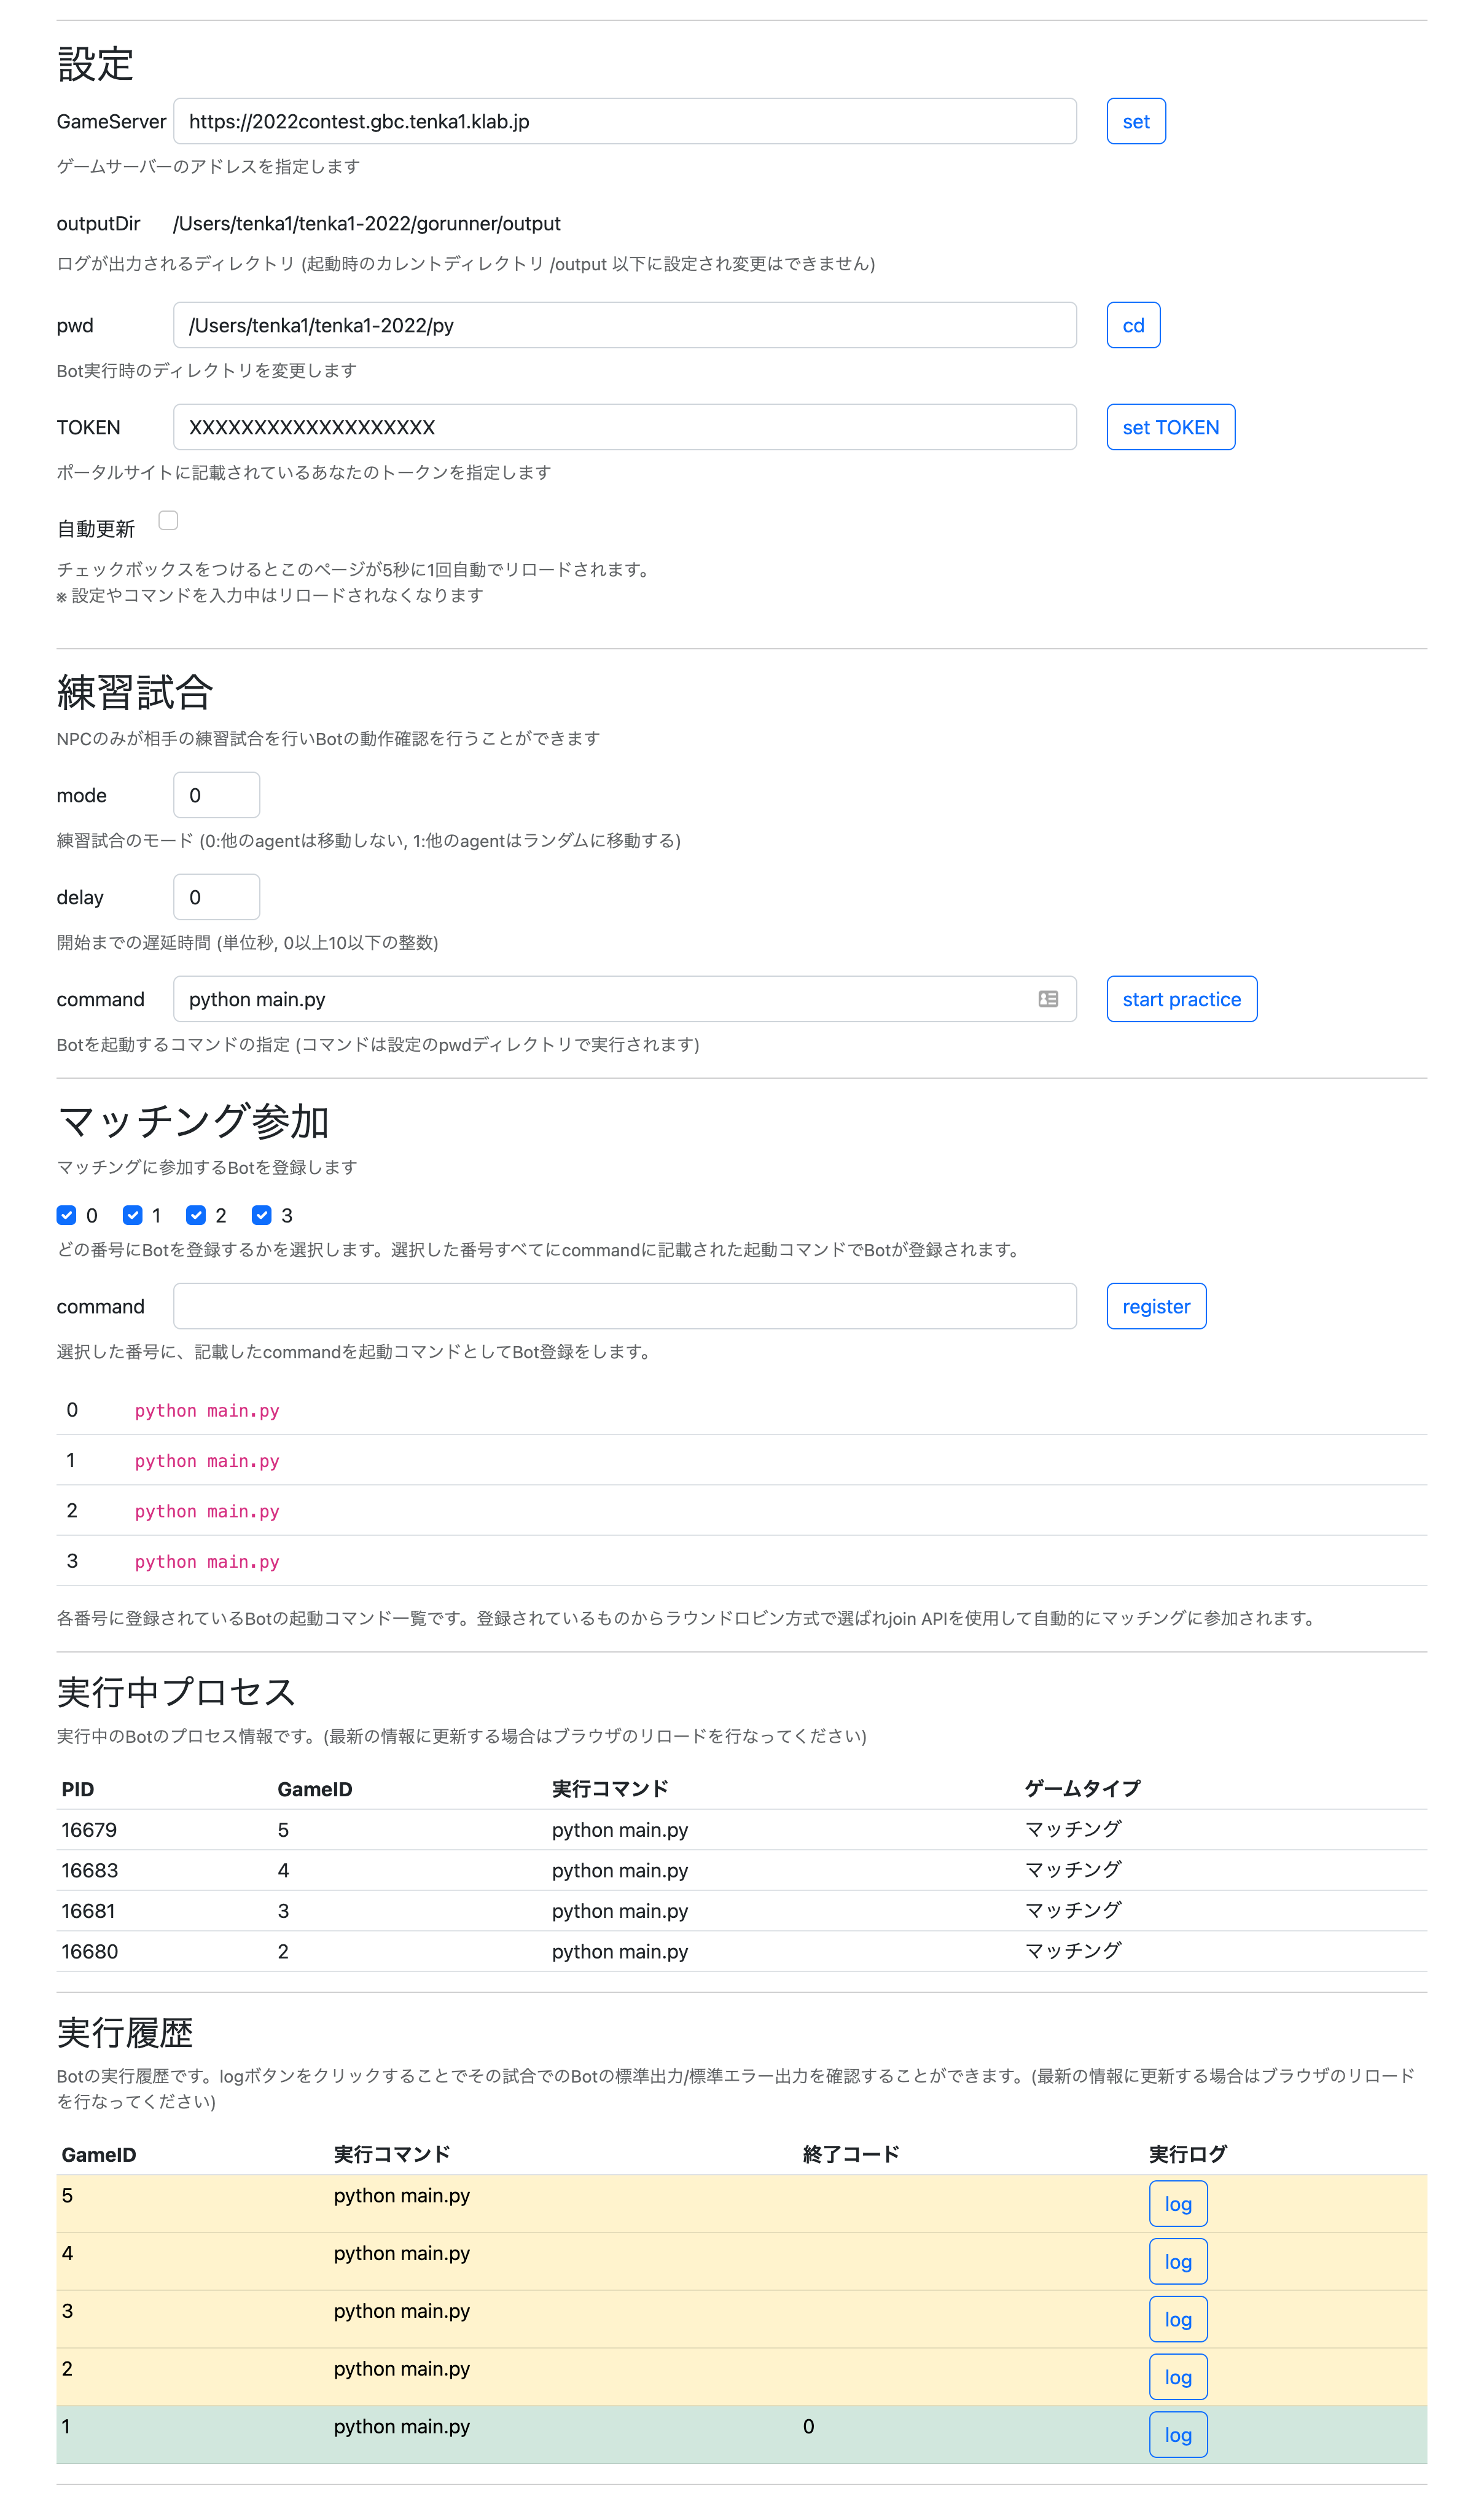 設定
GameServer https://2022contest.gbc.tenka1.klab.jp set
ゲームサーバーのアドレスを指定します
outputDir /Users/tenka1/tenka1-2022/gorunner/output
ログが出力されるディレクトリ (起動時のカレントディレクトリ /output 以下に設定され変更はできません)
pwd /Users/tenka1/tenka1-2022/py cd
Bot実行時のディレクトリを変更します
TOKEN XXXXXXXXXXXXXXXXXXX set TOKEN
ポータルサイトに記載されているあなたのトークンを指定します
自動更新
チェックボックスをつけるとこのページが5秒に1回自動でリロードされます。
※ 設定やコマンドを入力中はリロードされなくなります
練習試合
NPCのみが相手の練習試合を行いBotの動作確認を行うことができます
mode 0
練習試合のモード (0:他のagentは移動しない, 1:他のagentはランダムに移動する)
delay 0
開始までの遅延時間 (単位秒, 0以上10以下の整数)
command python main.py start practice
Botを起動するコマンドの指定 (コマンドは設定のpwdディレクトリで実行されます)
マッチング参加
マッチングに参加するBotを登録します
0 1 2 3
どの番号にBotを登録するかを選択します。選択した番号すべてにcommandに記載された起動コマンドでBotが登録されます。
command register
選択した番号に、記載したcommandを起動コマンドとしてBot登録をします。
0 python main.py
1 python main.py
2 python main.py
3 python main.py
各番号に登録されているBotの起動コマンド一覧です。登録されているものからラウンドロビン方式で選ばれjoin APIを使用して自動的にマッチングに参加されます。
実行中プロセス
実行中のBotのプロセス情報です。(最新の情報に更新する場合はブラウザのリロードを行なってください)
PID GameID 実行コマンド ゲームタイプ
16679 5 python main.py マッチング
16683 4 python main.py マッチング
16681 3 python main.py マッチング
16680 2 python main.py マッチング
実行履歴
Botの実行履歴です。logボタンをクリックすることでその試合でのBotの標準出力/標準エラー出力を確認することができます。(最新の情報に更新する場合はブラウザのリロード
を行なってください)
GameID 実行コマンド 終了コード 実行ログ
5 python main.py log
4 python main.py log
3 python main.py log
2 python main.py log
1 python main.py 0 log